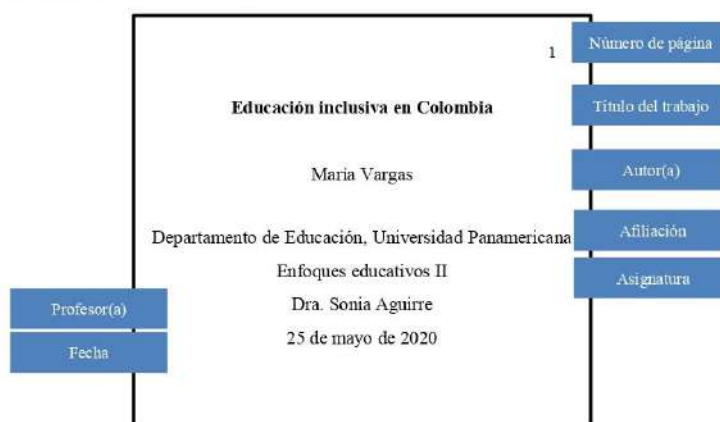 1
Número de página
Educación inclusiva en Colombia
Título del trabajo
María Vargas
Autor(a)
Departamento de Educación, Universidad Panamericana
Afiliación
Enfoques educativos II
Asignatura
Profesor(a)
Dra. Sonia Aguirre
Fecha
25 de mayo de 2020